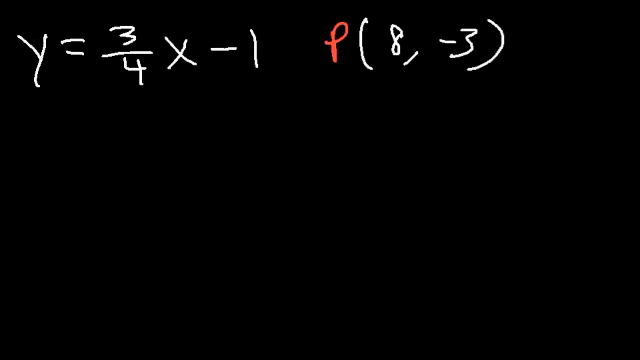 y = 3/4 x - 1 P(8, -3)